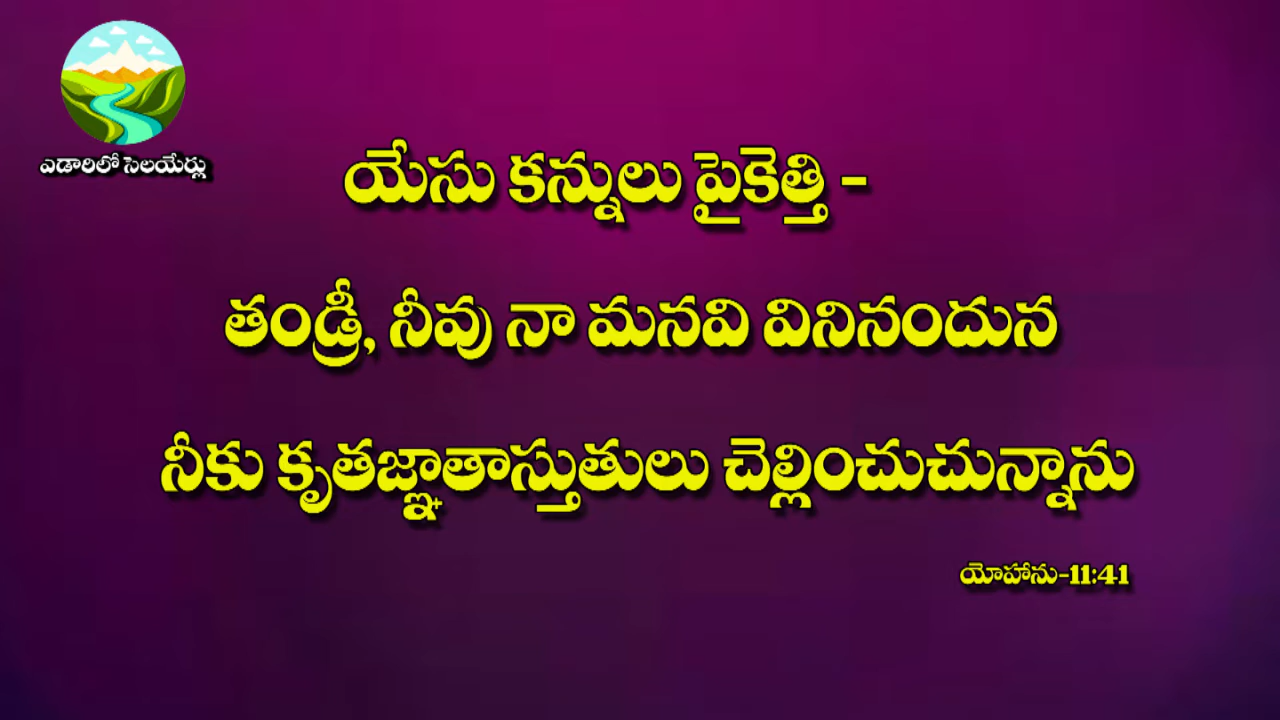 ఎడారిలో సెలయేర్లు
యేసు కన్నులు పైకెత్తి -
తండ్రీ, నీవు నా మనవి వినినందున
నీకు కృతజ్ఞాతాస్తుతులు చెల్లించుచున్నాను
యోహాను-11:41